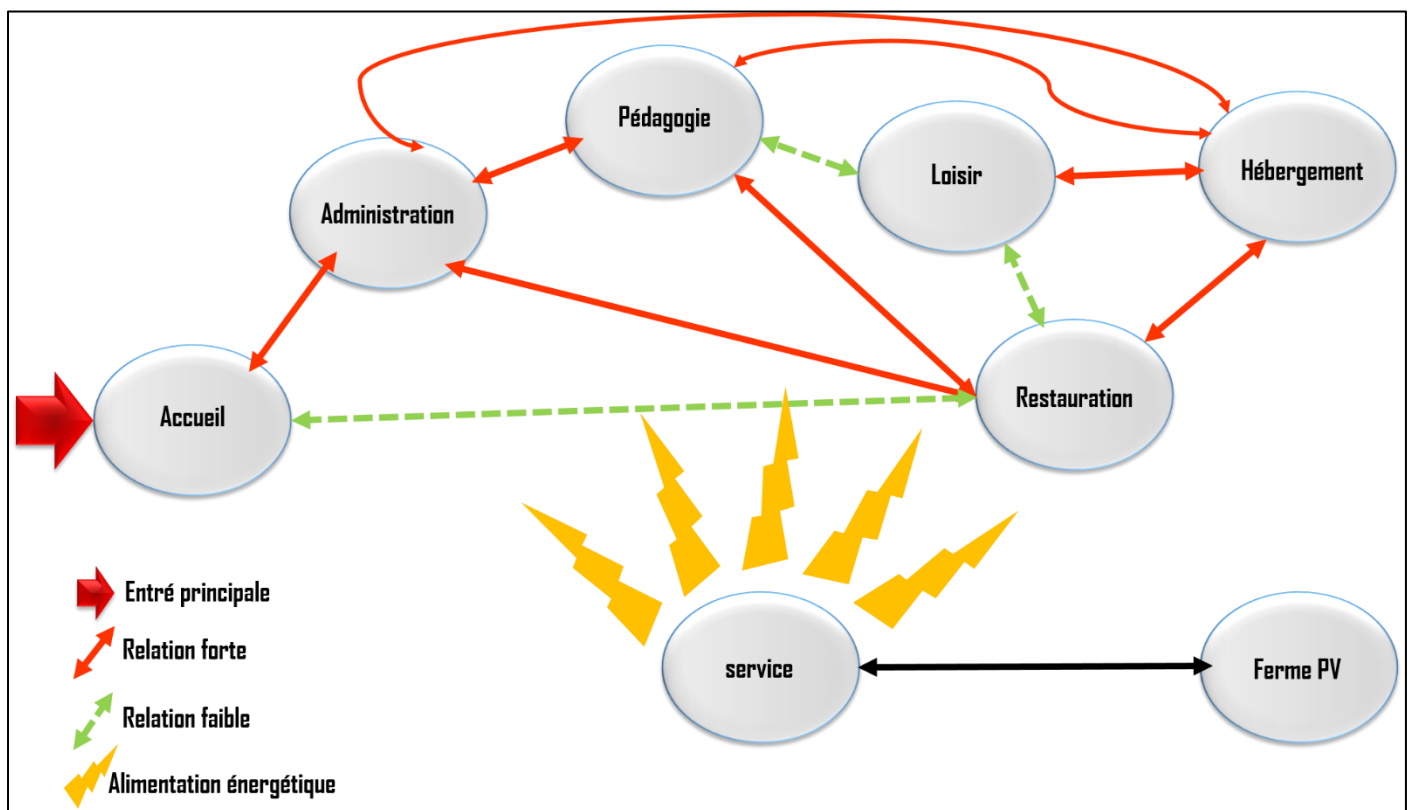 Pédagogie
Loisir
Hébergement
Administration
Accueil
Restauration
Entré principale
Relation forte
service
Ferme PV
Relation faible
Alimentation énergétique